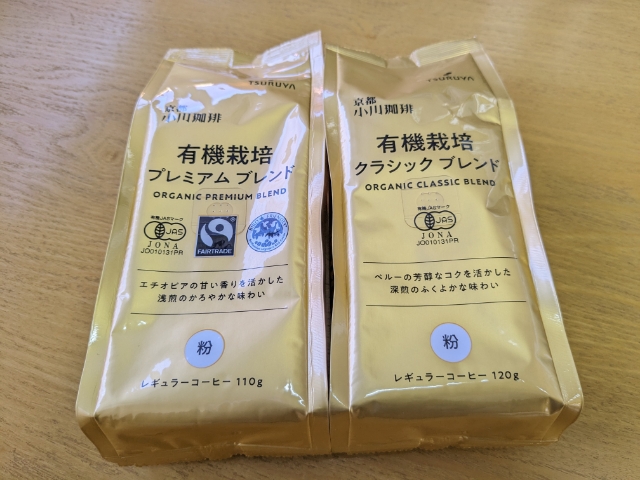 TSURUYA
京都
小川珈琲
有機栽培
プレミアム ブレンド
ORGANIC PREMIUM BLEND
有機JASマーク
JAS
JONA
JO010131PR
FAIRTRADE
エチオピアの甘い香りを活かした
浅煎のかろやかな味わい
粉
レギュラーコーヒー 110g
TSURUYA
京都
小川珈琲
有機栽培
クラシック ブレンド
ORGANIC CLASSIC BLEND
有機JASマーク
JAS
JONA
JO010131PR
ペルーの芳醇なコクを活かした
深煎のふくよかな味わい
粉
レギュラーコーヒー 120g